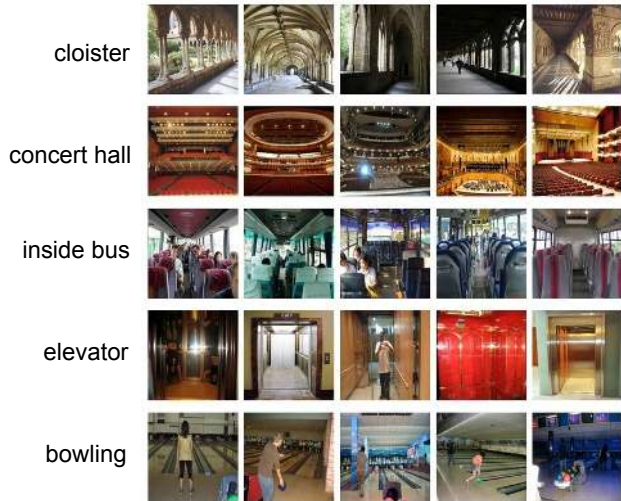 cloister
concert hall
inside bus
elevator
bowling